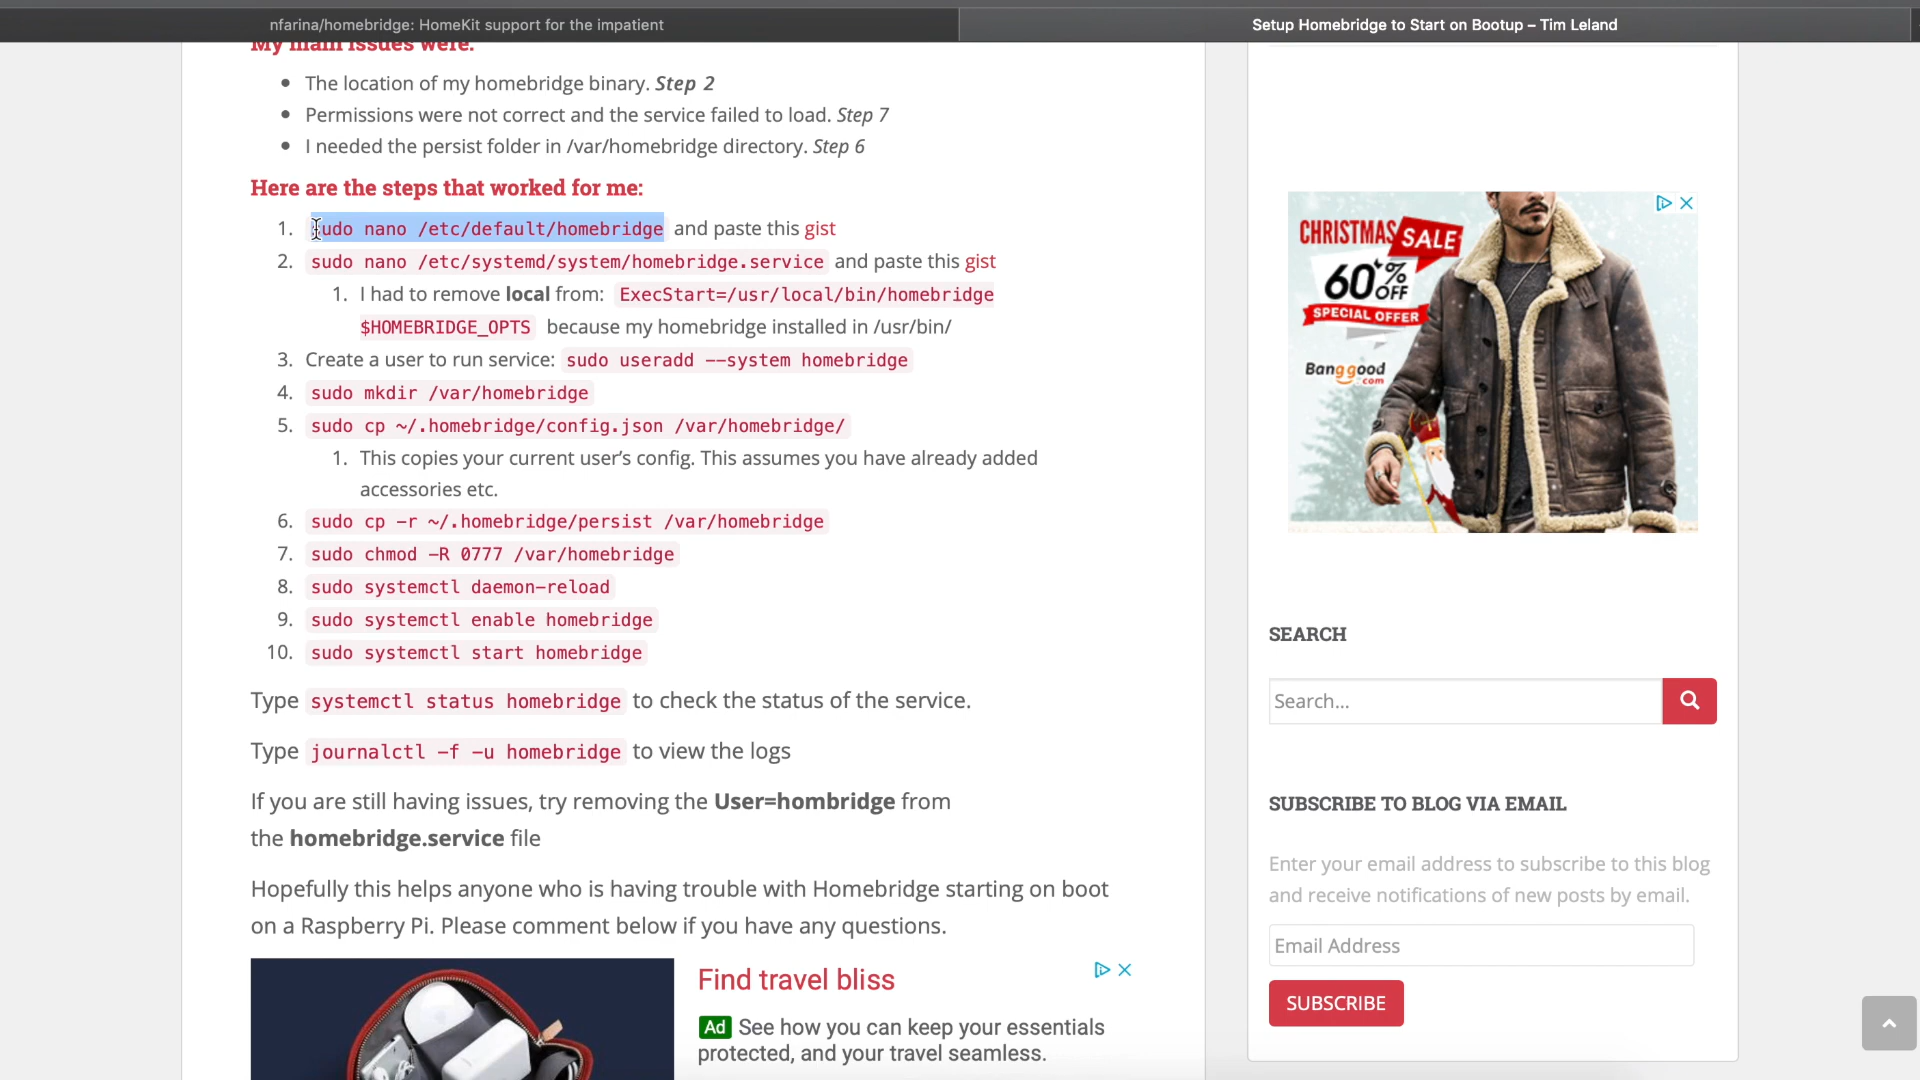 nfarina/homebridge: HomeKit support for the impatient
Setup Homebridge to Start on Bootup – Tim Leland
My main issues were:
• The location of my homebridge binary. Step 2
• Permissions were not correct and the service failed to load. Step 7
• I needed the persist folder in /var/homebridge directory. Step 6
Here are the steps that worked for me:
1. sudo nano /etc/default/homebridge and paste this gist
2. sudo nano /etc/systemd/system/homebridge.service and paste this gist
1. I had to remove local from: ExecStart=/usr/local/bin/homebridge
$HOMEBRIDGE_OPTS because my homebridge installed in /usr/bin/
3. Create a user to run service: sudo useradd --system homebridge
4. sudo mkdir /var/homebridge
5. sudo cp ~/.homebridge/config.json /var/homebridge/
1. This copies your current user’s config. This assumes you have already added
accessories etc.
6. sudo cp -r ~/.homebridge/persist /var/homebridge
7. sudo chmod -R 0777 /var/homebridge
8. sudo systemctl daemon-reload
9. sudo systemctl enable homebridge
10. sudo systemctl start homebridge
Type systemctl status homebridge to check the status of the service.
Type journalctl -f -u homebridge to view the logs
If you are still having issues, try removing the User=hombridge from
the homebridge.service file
Hopefully this helps anyone who is having trouble with Homebridge starting on boot
on a Raspberry Pi. Please comment below if you have any questions.
Find travel bliss
Ad See how you can keep your essentials
protected, and your travel seamless.
CHRISTMAS SALE
60% OFF
SPECIAL OFFER
Banggood
.com
SEARCH
Search...
SUBSCRIBE TO BLOG VIA EMAIL
Enter your email address to subscribe to this blog
and receive notifications of new posts by email.
Email Address
SUBSCRIBE